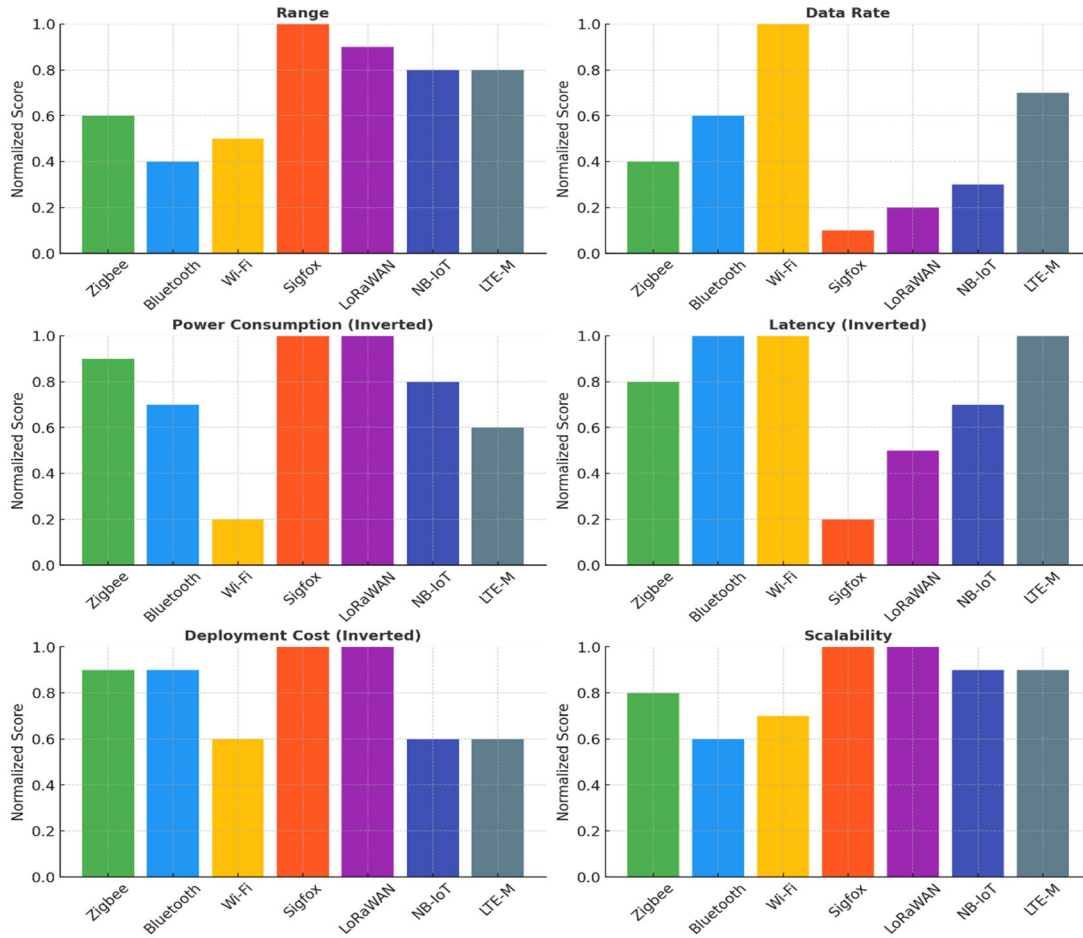 Range
Normalized Score
1.0
0.8
0.6
0.4
0.2
0.0
Zigbee
Bluetooth
Wi-Fi
Sigfox
LoRaWAN
NB-IoT
LTE-M
Data Rate
Normalized Score
1.0
0.8
0.6
0.4
0.2
0.0
Zigbee
Bluetooth
Wi-Fi
Sigfox
LoRaWAN
NB-IoT
LTE-M
Power Consumption (Inverted)
Normalized Score
1.0
0.8
0.6
0.4
0.2
0.0
Zigbee
Bluetooth
Wi-Fi
Sigfox
LoRaWAN
NB-IoT
LTE-M
Latency (Inverted)
Normalized Score
1.0
0.8
0.6
0.4
0.2
0.0
Zigbee
Bluetooth
Wi-Fi
Sigfox
LoRaWAN
NB-IoT
LTE-M
Deployment Cost (Inverted)
Normalized Score
1.0
0.8
0.6
0.4
0.2
0.0
Zigbee
Bluetooth
Wi-Fi
Sigfox
LoRaWAN
NB-IoT
LTE-M
Scalability
Normalized Score
1.0
0.8
0.6
0.4
0.2
0.0
Zigbee
Bluetooth
Wi-Fi
Sigfox
LoRaWAN
NB-IoT
LTE-M